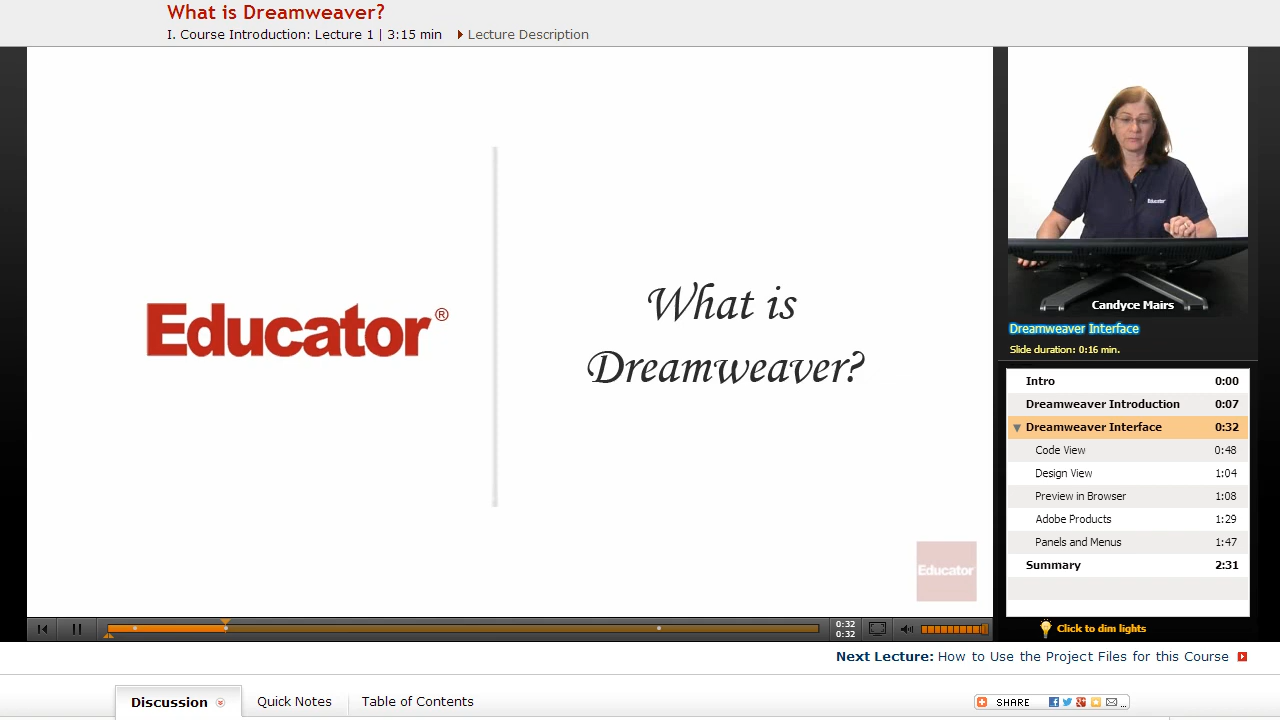 What is Dreamweaver?
I. Course Introduction: Lecture 1 | 3:15 min Lecture Description
Educator®
What is
Dreamweaver?
Educator
Educator
Candyce Mairs
Dreamweaver Interface
Slide duration: 0:16 min.
Intro 0:00
Dreamweaver Introduction 0:07
Dreamweaver Interface 0:32
Code View 0:48
Design View 1:04
Preview in Browser 1:08
Adobe Products 1:29
Panels and Menus 1:47
Summary 2:31
0:32
0:32
Click to dim lights
Next Lecture: How to Use the Project Files for this Course
Discussion Quick Notes Table of Contents
SHARE ...